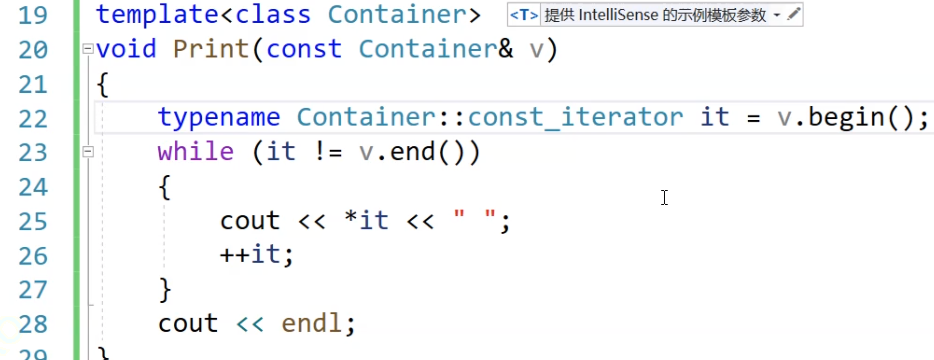 19 template<class Container> <T> 提供 IntelliSense 的示例模板参数
20 void Print(const Container& v)
21 {
22 typename Container::const_iterator it = v.begin();
23 while (it != v.end())
24 {
25 cout << *it << " ";
26 ++it;
27 }
28 cout << endl;
29 }